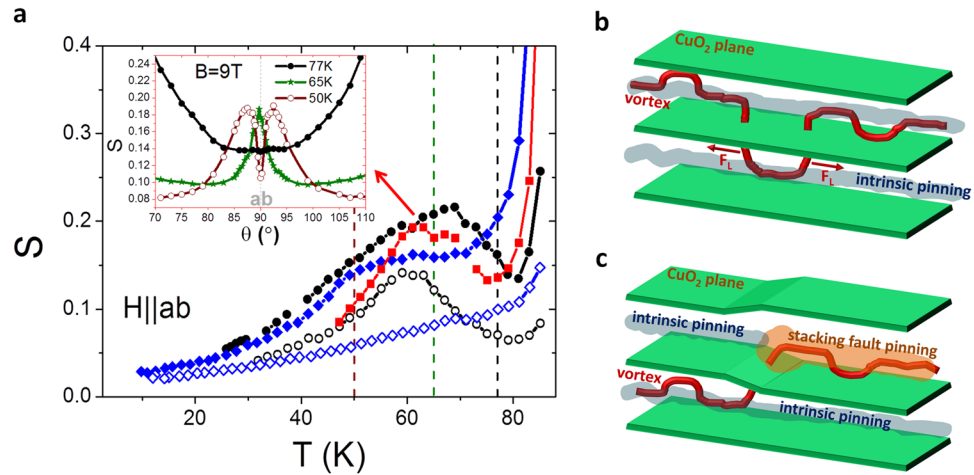 a
0.4
0.3
0.2
0.1
0.0
S
20
40
60
80
T (K)
H||ab
B=9T
77K
65K
50K
0.24
0.22
0.20
0.18
0.16
0.14
0.12
0.10
0.08
S
70
75
80
85
90
95
100
105
110
ab
θ (°)
b
CuO₂ plane
vortex
F_L
F_L
intrinsic pinning
c
CuO₂ plane
intrinsic pinning
stacking fault pinning
vortex
intrinsic pinning